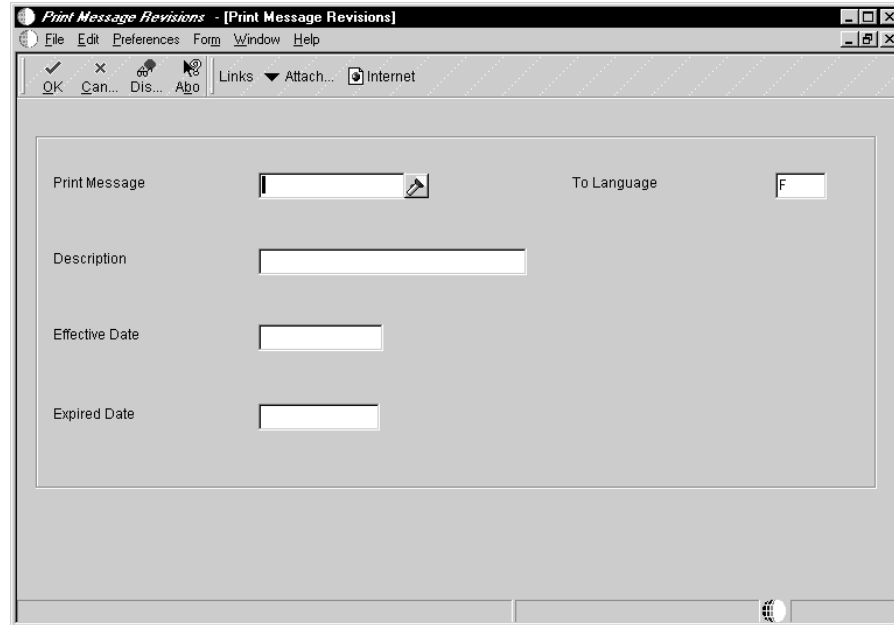 Print Message Revisions - [Print Message Revisions]
File Edit Preferences Form Window Help
OK Can... Dis... Abo Links Attach... Internet
Print Message To Language F
Description
Effective Date
Expired Date